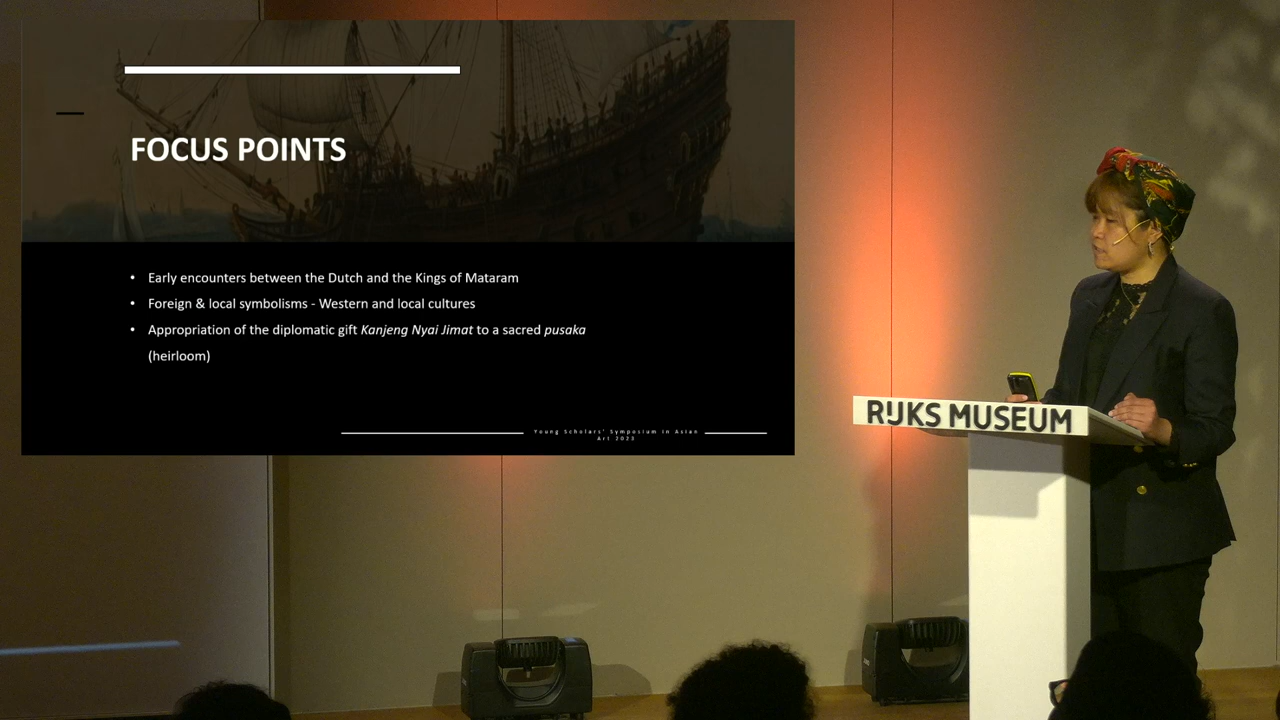 FOCUS POINTS
• Early encounters between the Dutch and the Kings of Mataram
• Foreign & local symbolisms - Western and local cultures
• Appropriation of the diplomatic gift Kanjeng Nyai Jimat to a sacred pusaka
(heirloom)
Young Scholars' Symposium in Asian
Art 2023
RIJKS MUSEUM